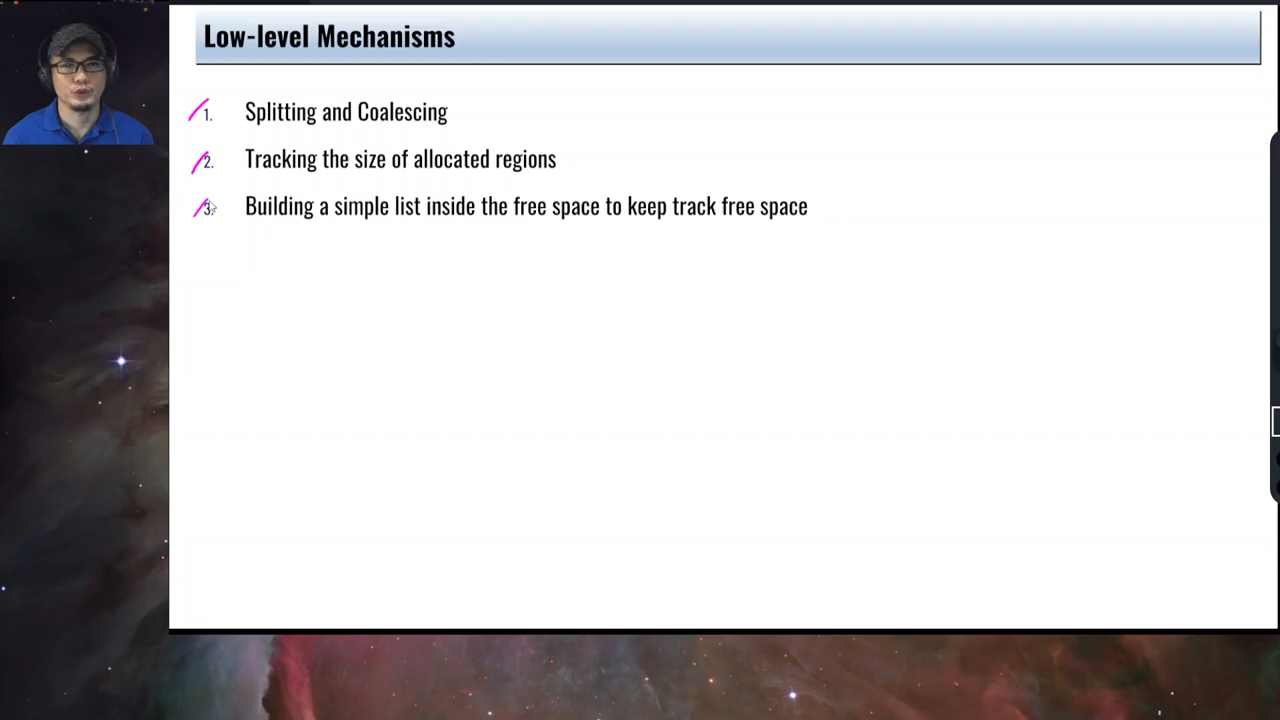 Low-level Mechanisms
1. Splitting and Coalescing
2. Tracking the size of allocated regions
3. Building a simple list inside the free space to keep track free space